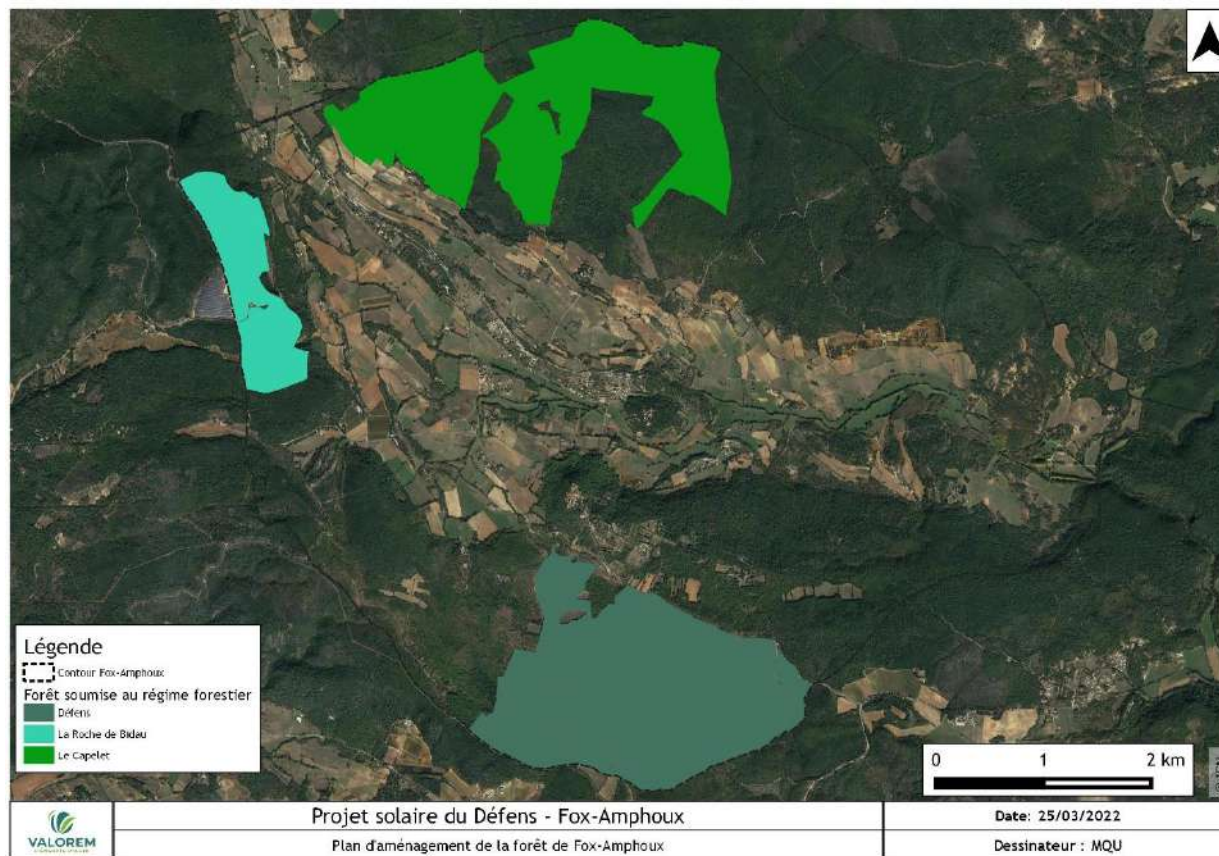 Légende
Contour Fox-Amphoux
Forêt soumise au régime forestier
Défens
La Roche de Bidau
Le Capelet
0 1 2 km
VALOREM
Projet solaire du Défens - Fox-Amphoux
Plan d'aménagement de la forêt de Fox-Amphoux
Date: 25/03/2022
Dessinateur : MQU